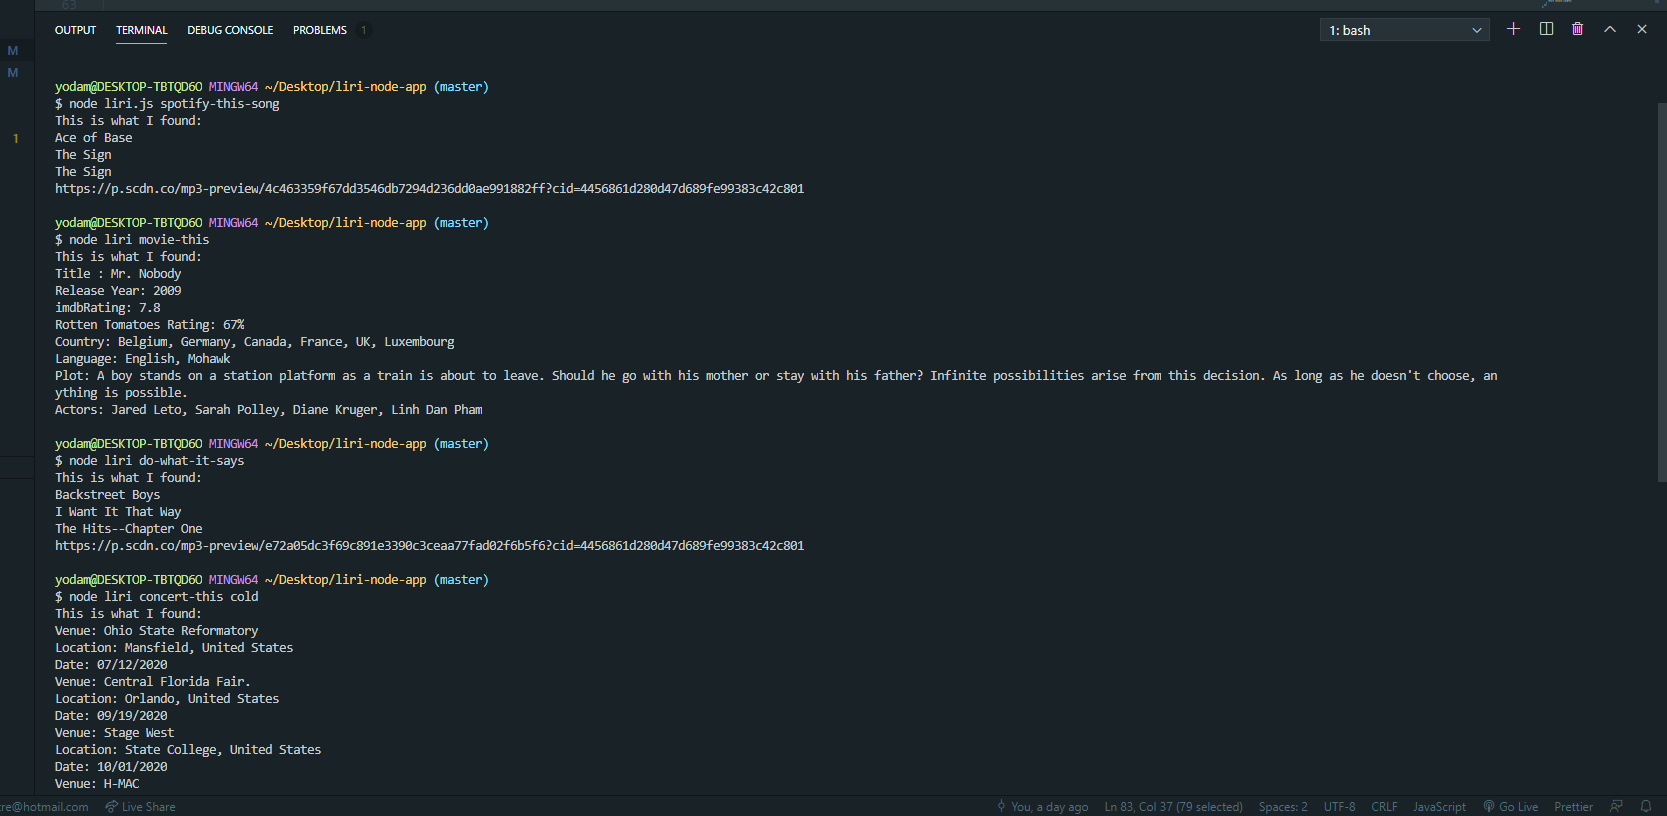 63
OUTPUT TERMINAL DEBUG CONSOLE PROBLEMS 1 1: bash
M
M
1
yodam@DESKTOP-TBTQD6O MINGW64 ~/Desktop/liri-node-app (master)
$ node liri.js spotify-this-song
This is what I found:
Ace of Base
The Sign
The Sign
https://p.scdn.co/mp3-preview/4c463359f67dd3546db7294d236dd0ae991882ff?cid=4456861d280d47d689fe99383c42c801
yodam@DESKTOP-TBTQD6O MINGW64 ~/Desktop/liri-node-app (master)
$ node liri movie-this
This is what I found:
Title : Mr. Nobody
Release Year: 2009
imdbRating: 7.8
Rotten Tomatoes Rating: 67%
Country: Belgium, Germany, Canada, France, UK, Luxembourg
Language: English, Mohawk
Plot: A boy stands on a station platform as a train is about to leave. Should he go with his mother or stay with his father? Infinite possibilities arise from this decision. As long as he doesn't choose, an
ything is possible.
Actors: Jared Leto, Sarah Polley, Diane Kruger, Linh Dan Pham
yodam@DESKTOP-TBTQD6O MINGW64 ~/Desktop/liri-node-app (master)
$ node liri do-what-it-says
This is what I found:
Backstreet Boys
I Want It That Way
The Hits--Chapter One
https://p.scdn.co/mp3-preview/e72a05dc3f69c891e3390c3ceaa77fad02f6b5f6?cid=4456861d280d47d689fe99383c42c801
yodam@DESKTOP-TBTQD6O MINGW64 ~/Desktop/liri-node-app (master)
$ node liri concert-this cold
This is what I found:
Venue: Ohio State Reformatory
Location: Mansfield, United States
Date: 07/12/2020
Venue: Central Florida Fair.
Location: Orlando, United States
Date: 09/19/2020
Venue: Stage West
Location: State College, United States
Date: 10/01/2020
Venue: H-MAC
tre@hotmail.com Live Share You, a day ago Ln 83, Col 37 (79 selected) Spaces: 2 UTF-8 CRLF JavaScript Go Live Prettier